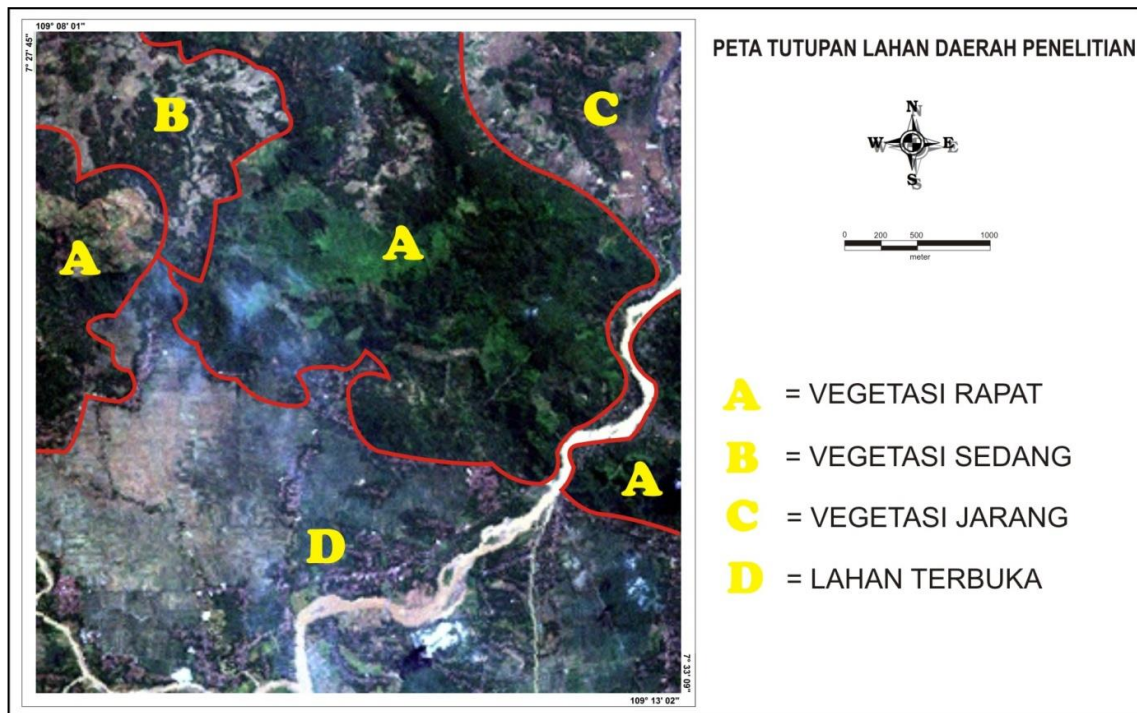 109° 08' 01"
7° 27' 45"
PETA TUTUPAN LAHAN DAERAH PENELITIAN
N
W E
S
B
C
A
A
A
D
0 200 500 1000
meter
A = VEGETASI RAPAT
B = VEGETASI SEDANG
C = VEGETASI JARANG
D = LAHAN TERBUKA
7° 33' 09"
109° 13' 02"